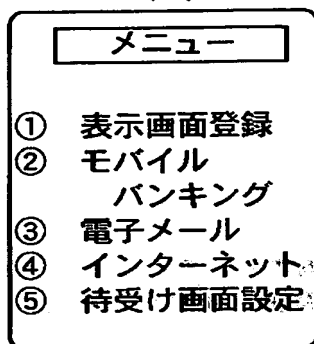 メニュー
① 表示画面登録
② モバイル
バンキング
③ 電子メール
④ インターネット
⑤ 待受け画面設定